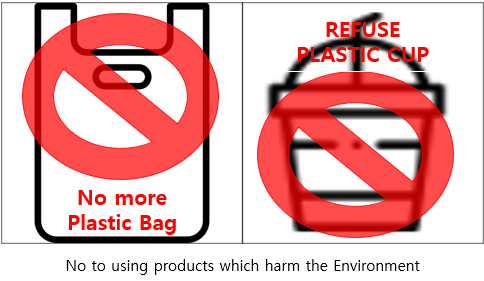 No more
Plastic Bag
REFUSE
PLASTIC CUP
No to using products which harm the Environment